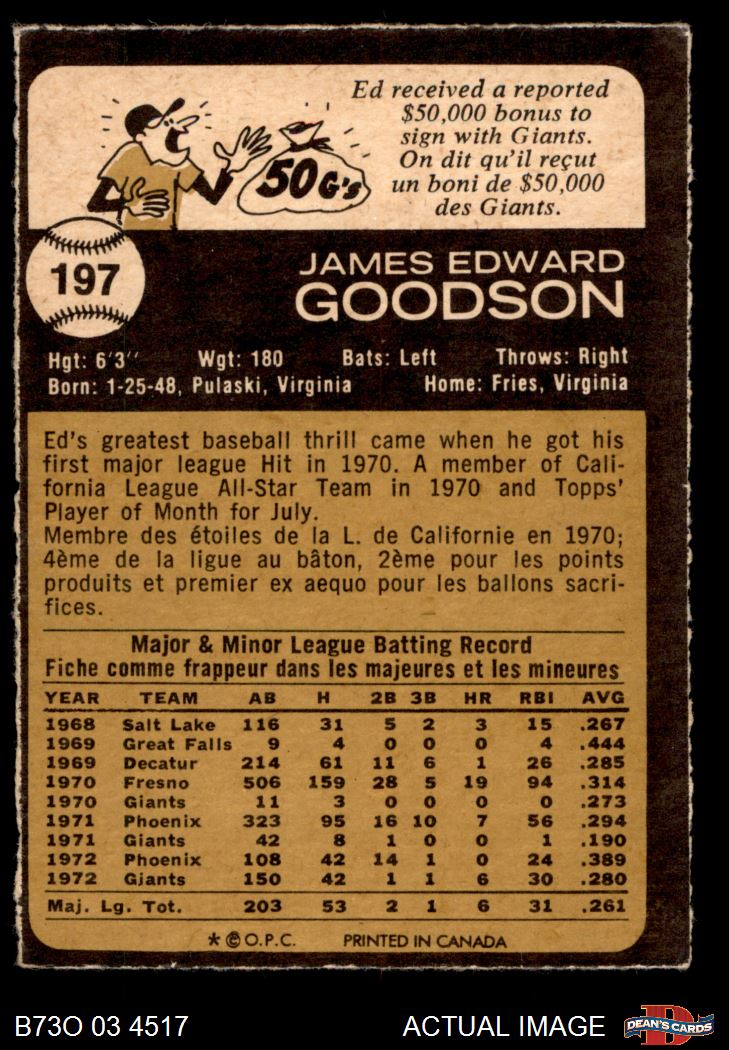 Ed received a reported
$50,000 bonus to
sign with Giants.
On dit qu'il reçut
un boni de $50,000
des Giants.
50 G's
197
JAMES EDWARD
GOODSON
Hgt: 6'3" Wgt: 180 Bats: Left Throws: Right
Born: 1-25-48, Pulaski, Virginia Home: Fries, Virginia
Ed's greatest baseball thrill came when he got his
first major league Hit in 1970. A member of Cali-
fornia League All-Star Team in 1970 and Topps'
Player of Month for July.
Membre des étoiles de la L. de Californie en 1970;
4ème de la ligue au bâton, 2ème pour les points
produits et premier ex aequo pour les ballons sacri-
fices.
Major & Minor League Batting Record
Fiche comme frappeur dans les majeures et les mineures
YEAR TEAM AB H 2B 3B HR RBI AVG
1968 Salt Lake 116 31 5 2 3 15 .267
1969 Great Falls 9 4 0 0 0 4 .444
1969 Decatur 214 61 11 6 1 26 .285
1970 Fresno 506 159 28 5 19 94 .314
1970 Giants 11 3 0 0 0 0 .273
1971 Phoenix 323 95 16 10 7 56 .294
1971 Giants 42 8 1 0 0 1 .190
1972 Phoenix 108 42 14 1 0 24 .389
1972 Giants 150 42 1 1 6 30 .280
Maj. Lg. Tot. 203 53 2 1 6 31 .261
* © O.P.C. PRINTED IN CANADA
B73O 03 4517 ACTUAL IMAGE D DEAN'S CARDS